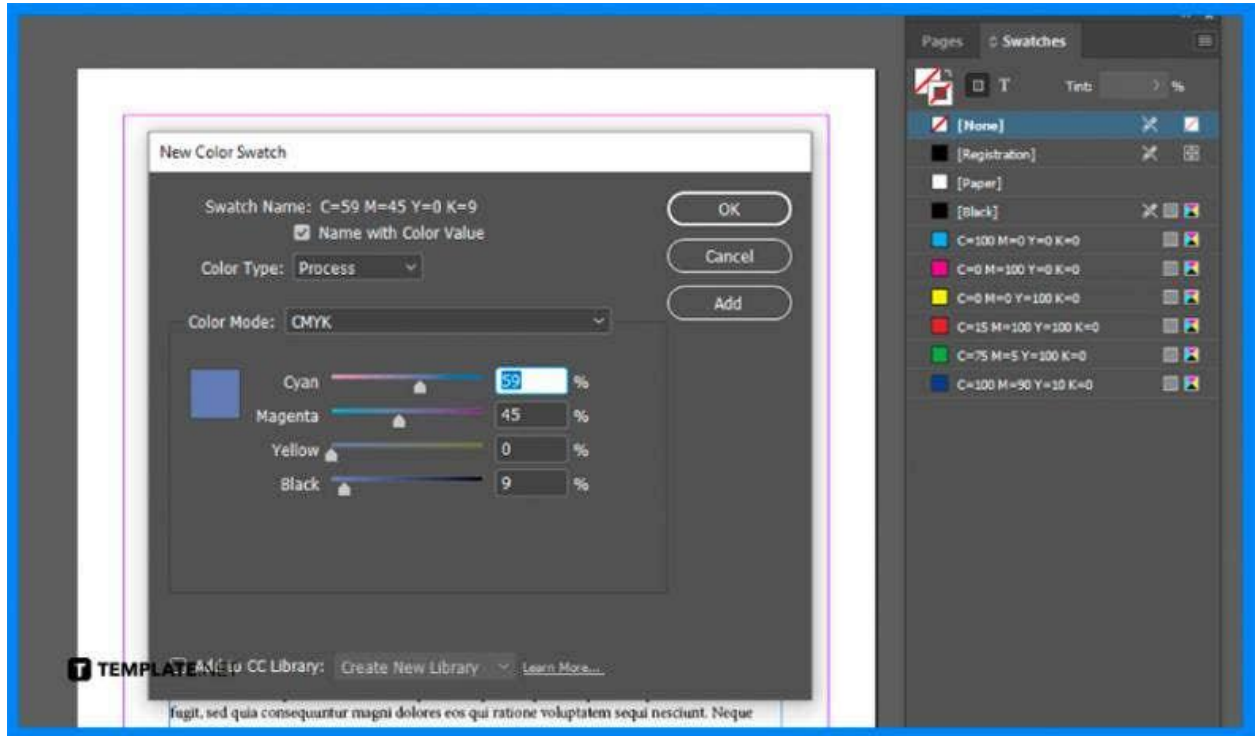 Pages Swatches
T Tint: %
[None]
[Registration]
[Paper]
[Black]
C=100 M=0 Y=0 K=0
C=0 M=100 Y=0 K=0
C=0 M=0 Y=100 K=0
C=15 M=100 Y=100 K=0
C=75 M=5 Y=100 K=0
C=100 M=90 Y=10 K=0
New Color Swatch
Swatch Name: C=59 M=45 Y=0 K=9
Name with Color Value
Color Type: Process
Color Mode: CMYK
Cyan 59 %
Magenta 45 %
Yellow 0 %
Black 9 %
OK
Cancel
Add
Add to CC Library: Create New Library Learn More...
T TEMPLATE.NET
fugit, sed quia consequuntur magni dolores eos qui ratione voluptatem sequi nesciunt. Neque